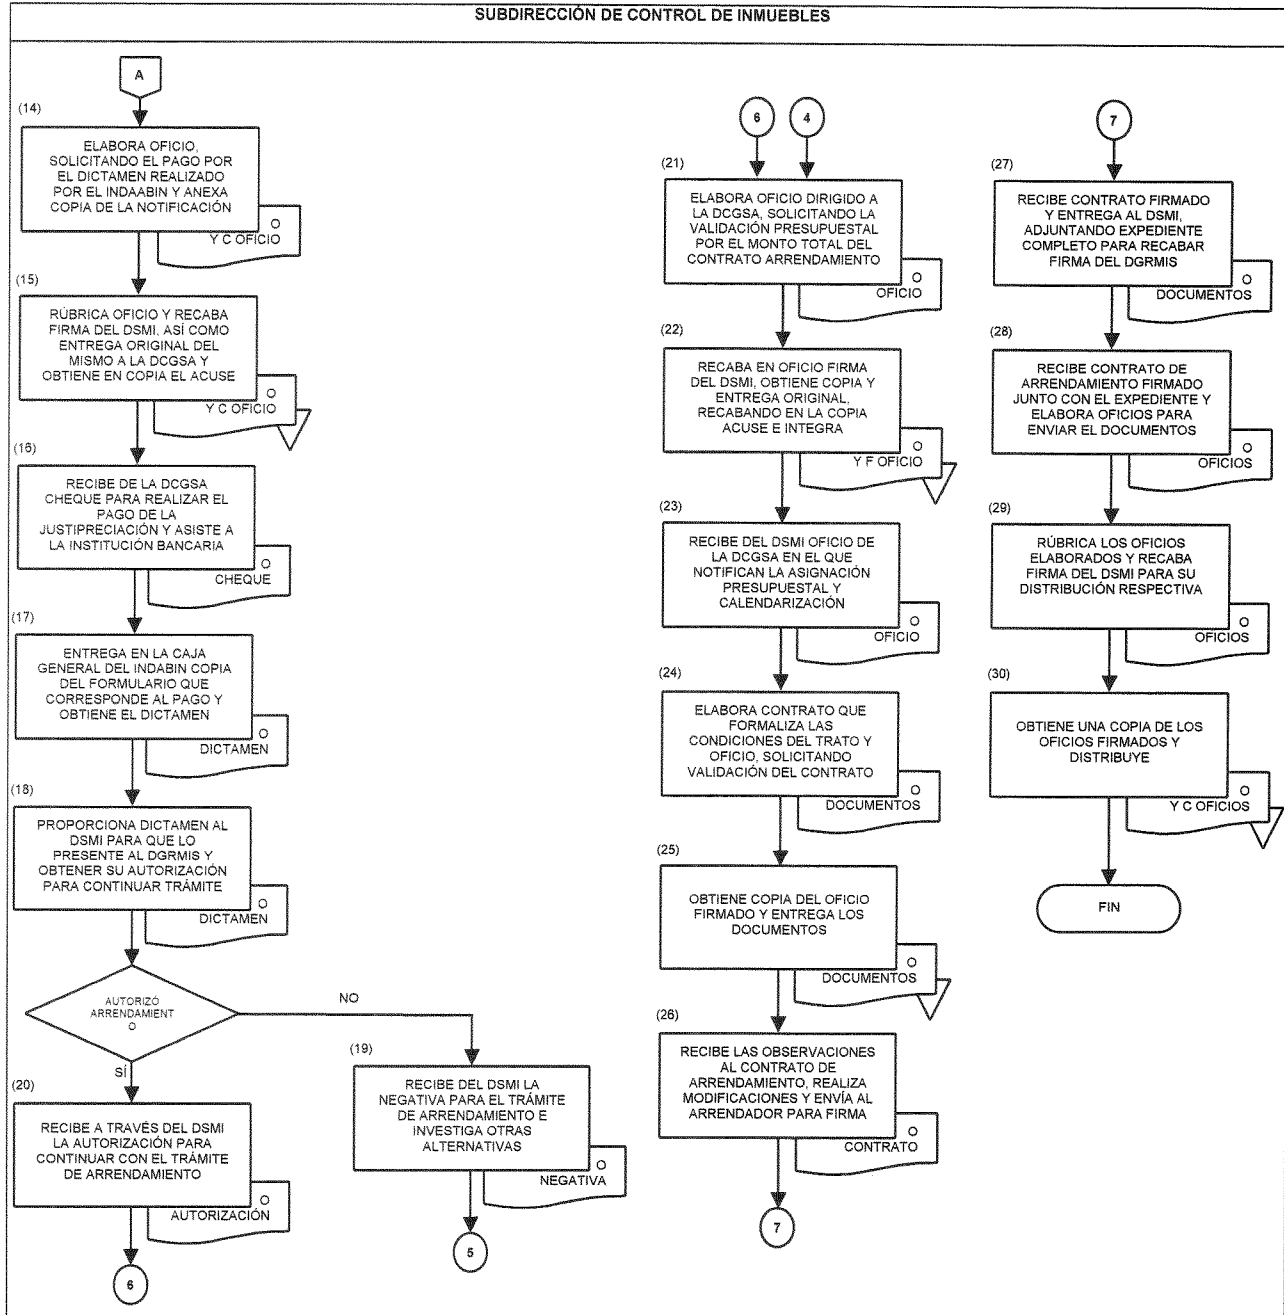 SUBDIRECCIÓN DE CONTROL DE INMUEBLES
A
(14)
ELABORA OFICIO,
SOLICITANDO EL PAGO POR
EL DICTAMEN REALIZADO
POR EL INDAABIN Y ANEXA
COPIA DE LA NOTIFICACIÓN
O
Y C OFICIO
(15)
RÚBRICA OFICIO Y RECABA
FIRMA DEL DSMI, ASÍ COMO
ENTREGA ORIGINAL DEL
MISMO A LA DCGSA Y
OBTIENE EN COPIA EL ACUSE
O
Y C OFICIO
(16)
RECIBE DE LA DCGSA
CHEQUE PARA REALIZAR EL
PAGO DE LA
JUSTIPRECIACIÓN Y ASISTE A
LA INSTITUCIÓN BANCARIA
O
CHEQUE
(17)
ENTREGA EN LA CAJA
GENERAL DEL INDABIN COPIA
DEL FORMULARIO QUE
CORRESPONDE AL PAGO Y
OBTIENE EL DICTAMEN
O
DICTAMEN
(18)
PROPORCIONA DICTAMEN AL
DSMI PARA QUE LO
PRESENTE AL DGRMIS Y
OBTENER SU AUTORIZACIÓN
PARA CONTINUAR TRÁMITE
O
DICTAMEN
AUTORIZÓ
ARRENDAMIENT
O
NO
SÍ
(19)
RECIBE DEL DSMI LA
NEGATIVA PARA EL TRÁMITE
DE ARRENDAMIENTO E
INVESTIGA OTRAS
ALTERNATIVAS
O
NEGATIVA
5
(20)
RECIBE A TRAVÉS DEL DSMI
LA AUTORIZACIÓN PARA
CONTINUAR CON EL TRÁMITE
DE ARRENDAMIENTO
O
AUTORIZACIÓN
6
6
4
(21)
ELABORA OFICIO DIRIGIDO A
LA DCGSA, SOLICITANDO LA
VALIDACIÓN PRESUPUESTAL
POR EL MONTO TOTAL DEL
CONTRATO ARRENDAMIENTO
O
OFICIO
(22)
RECABA EN OFICIO FIRMA
DEL DSMI, OBTIENE COPIA Y
ENTREGA ORIGINAL,
RECABANDO EN LA COPIA
ACUSE E INTEGRA
O
Y F OFICIO
(23)
RECIBE DEL DSMI OFICIO DE
LA DCGSA EN EL QUE
NOTIFICAN LA ASIGNACIÓN
PRESUPUESTAL Y
CALENDARIZACIÓN
O
OFICIO
(24)
ELABORA CONTRATO QUE
FORMALIZA LAS
CONDICIONES DEL TRATO Y
OFICIO, SOLICITANDO
VALIDACIÓN DEL CONTRATO
O
DOCUMENTOS
(25)
OBTIENE COPIA DEL OFICIO
FIRMADO Y ENTREGA LOS
DOCUMENTOS
O
DOCUMENTOS
(26)
RECIBE LAS OBSERVACIONES
AL CONTRATO DE
ARRENDAMIENTO, REALIZA
MODIFICACIONES Y ENVÍA AL
ARRENDADOR PARA FIRMA
O
CONTRATO
7
7
(27)
RECIBE CONTRATO FIRMADO
Y ENTREGA AL DSMI,
ADJUNTANDO EXPEDIENTE
COMPLETO PARA RECABAR
FIRMA DEL DGRMIS
O
DOCUMENTOS
(28)
RECIBE CONTRATO DE
ARRENDAMIENTO FIRMADO
JUNTO CON EL EXPEDIENTE Y
ELABORA OFICIOS PARA
ENVIAR EL DOCUMENTOS
O
OFICIOS
(29)
RÚBRICA LOS OFICIOS
ELABORADOS Y RECABA
FIRMA DEL DSMI PARA SU
DISTRIBUCIÓN RESPECTIVA
O
OFICIOS
(30)
OBTIENE UNA COPIA DE LOS
OFICIOS FIRMADOS Y
DISTRIBUYE
O
Y C OFICIOS
FIN